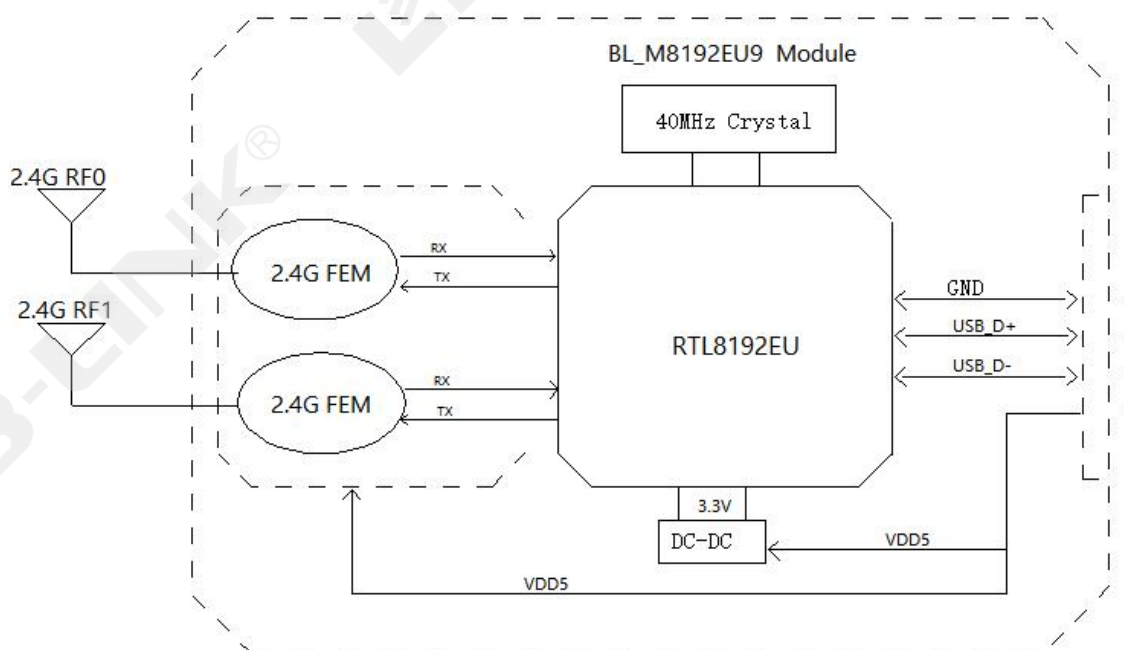 BL_M8192EU9 Module
40MHz Crystal
B-LINK®
2.4G RF0
2.4G FEM
RX
TX
2.4G RF1
2.4G FEM
RX
TX
RTL8192EU
GND
USB_D+
USB_D-
3.3V
DC-DC
VDD5
VDD5